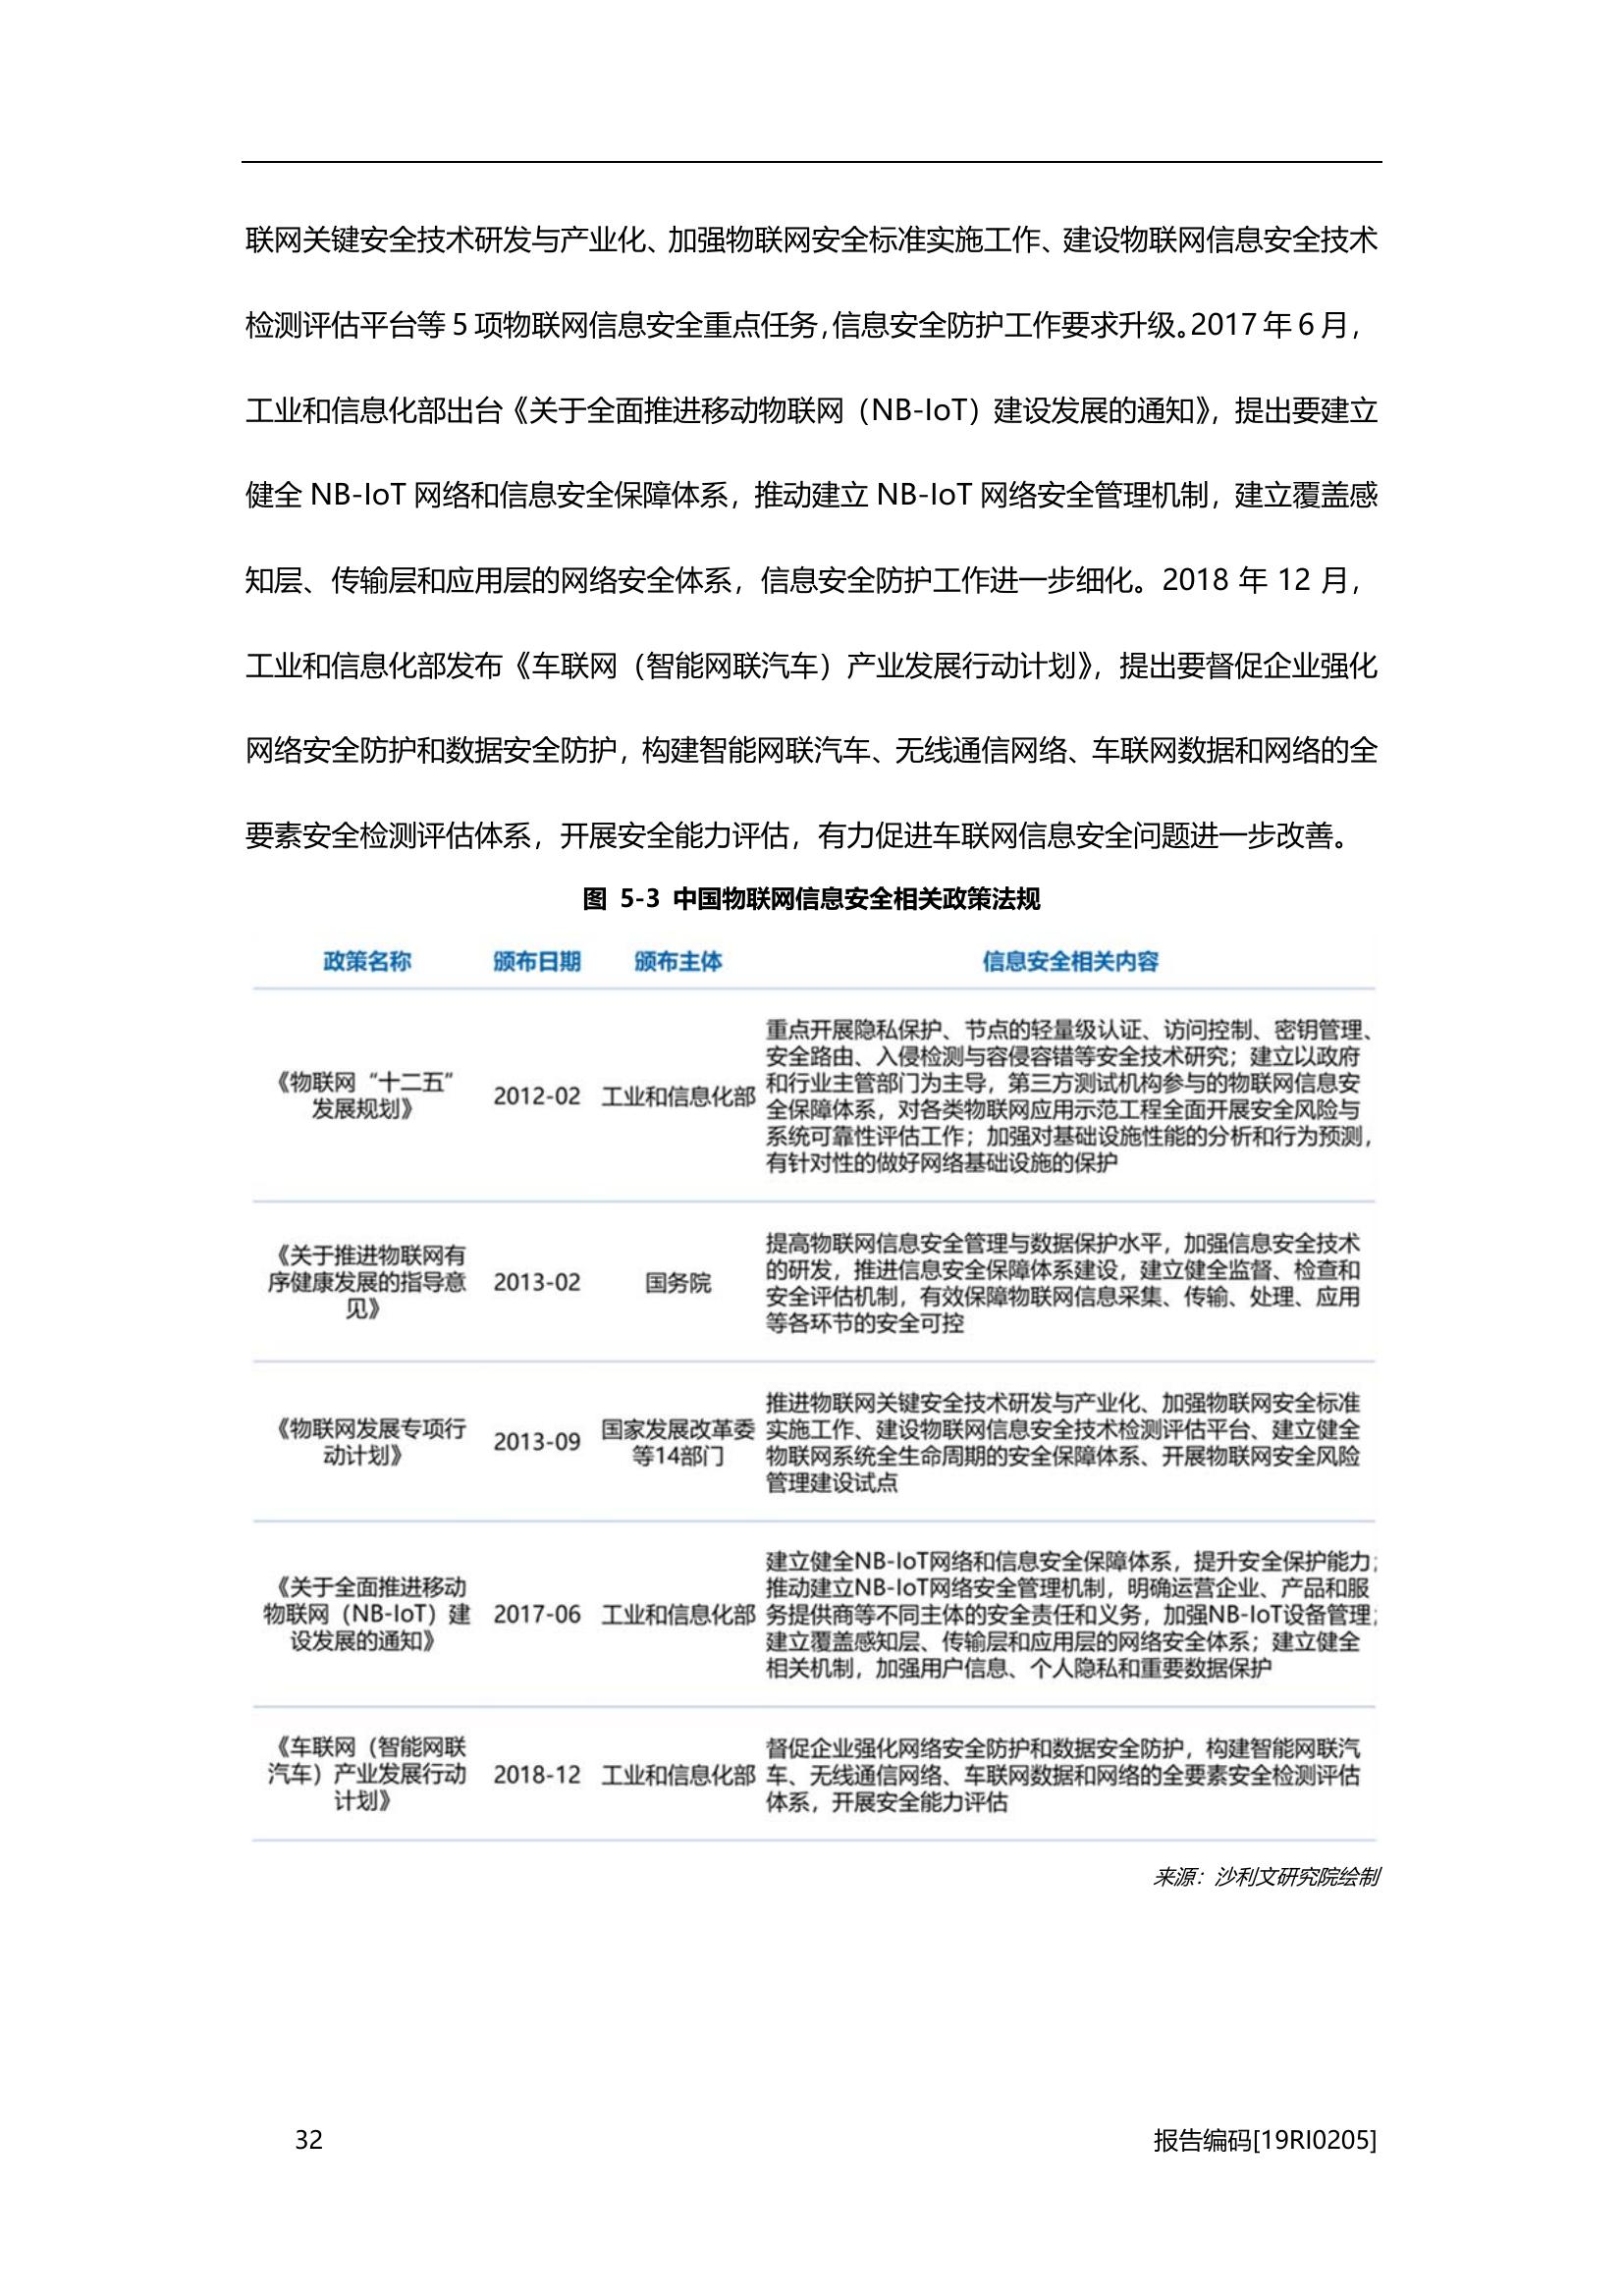 联网关键安全技术研发与产业化、加强物联网安全标准实施工作、建设物联网信息安全技术
检测评估平台等 5 项物联网信息安全重点任务，信息安全防护工作要求升级。2017 年 6 月，
工业和信息化部出台《关于全面推进移动物联网（NB-IoT）建设发展的通知》，提出要建立
健全 NB-IoT 网络和信息安全保障体系，推动建立 NB-IoT 网络安全管理机制，建立覆盖感
知层、传输层和应用层的网络安全体系，信息安全防护工作进一步细化。2018 年 12 月，
工业和信息化部发布《车联网（智能网联汽车）产业发展行动计划》，提出要督促企业强化
网络安全防护和数据安全防护，构建智能网联汽车、无线通信网络、车联网数据和网络的全
要素安全检测评估体系，开展安全能力评估，有力促进车联网信息安全问题进一步改善。
图 5-3 中国物联网信息安全相关政策法规
政策名称 颁布日期 颁布主体 信息安全相关内容
《物联网“十二五”
发展规划》
2012-02
工业和信息化部
重点开展隐私保护、节点的轻量级认证、访问控制、密钥管理、
安全路由、入侵检测与容侵容错等安全技术研究；建立以政府
和行业主管部门为主导，第三方测试机构参与的物联网信息安
全保障体系，对各类物联网应用示范工程全面开展安全风险与
系统可靠性评估工作；加强对基础设施性能的分析和行为预测，
有针对性的做好网络基础设施的保护
《关于推进物联网有
序健康发展的指导意
见》
2013-02
国务院
提高物联网信息安全管理与数据保护水平，加强信息安全技术
的研发，推进信息安全保障体系建设，建立健全监督、检查和
安全评估机制，有效保障物联网信息采集、传输、处理、应用
等各环节的安全可控
《物联网发展专项行
动计划》
2013-09
国家发展改革委
等14部门
推进物联网关键安全技术研发与产业化、加强物联网安全标准
实施工作、建设物联网信息安全技术检测评估平台、建立健全
物联网系统全生命周期的安全保障体系、开展物联网安全风险
管理建设试点
《关于全面推进移动
物联网（NB-IoT）建
设发展的通知》
2017-06
工业和信息化部
建立健全NB-IoT网络和信息安全保障体系，提升安全保护能力；
推动建立NB-IoT网络安全管理机制，明确运营企业、产品和服
务提供商等不同主体的安全责任和义务，加强NB-IoT设备管理；
建立覆盖感知层、传输层和应用层的网络安全体系；建立健全
相关机制，加强用户信息、个人隐私和重要数据保护
《车联网（智能网联
汽车）产业发展行动
计划》
2018-12
工业和信息化部
督促企业强化网络安全防护和数据安全防护，构建智能网联汽
车、无线通信网络、车联网数据和网络的全要素安全检测评估
体系，开展安全能力评估
来源：沙利文研究院绘制
32
报告编码[19RI0205]